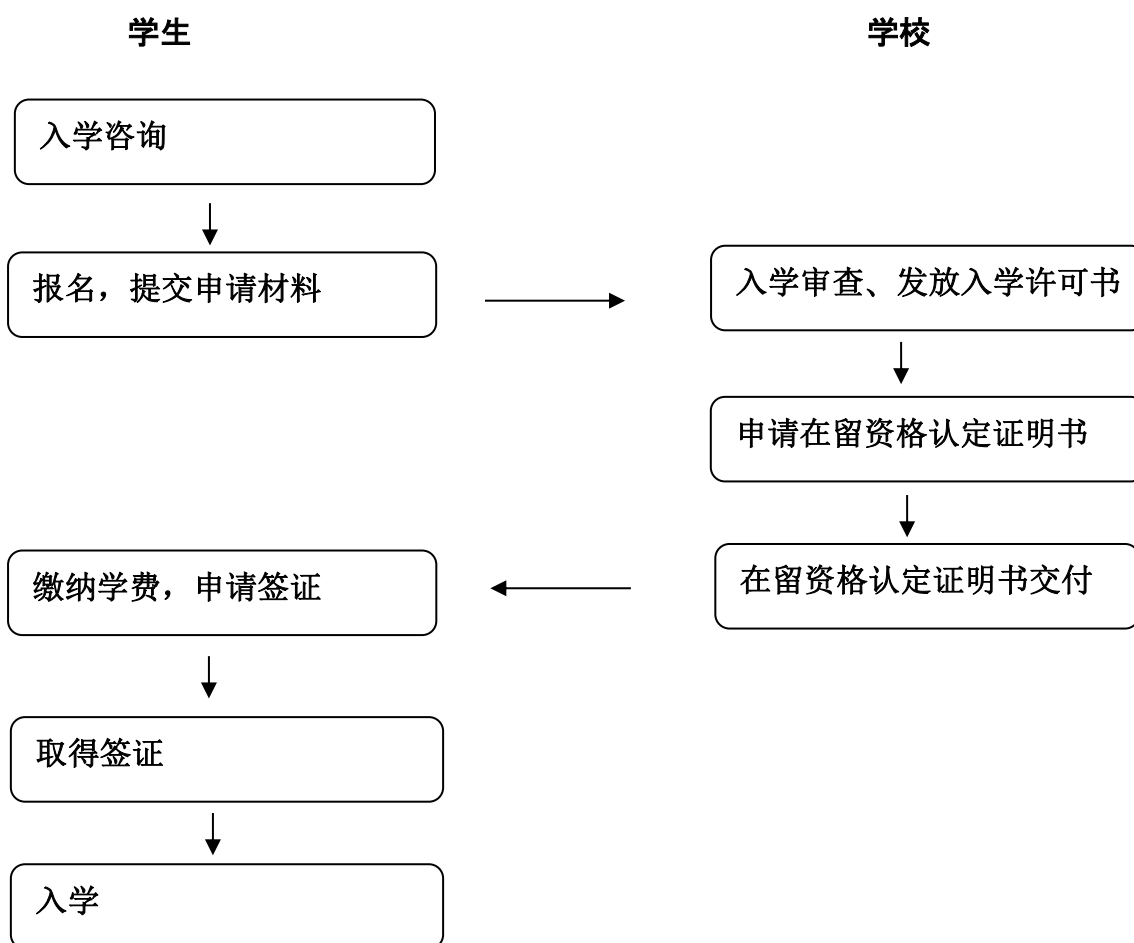 学生
学校
入学咨询
报名，提交申请材料
入学审查、发放入学许可书
申请在留资格认定证明书
在留资格认定证明书交付
缴纳学费，申请签证
取得签证
入学